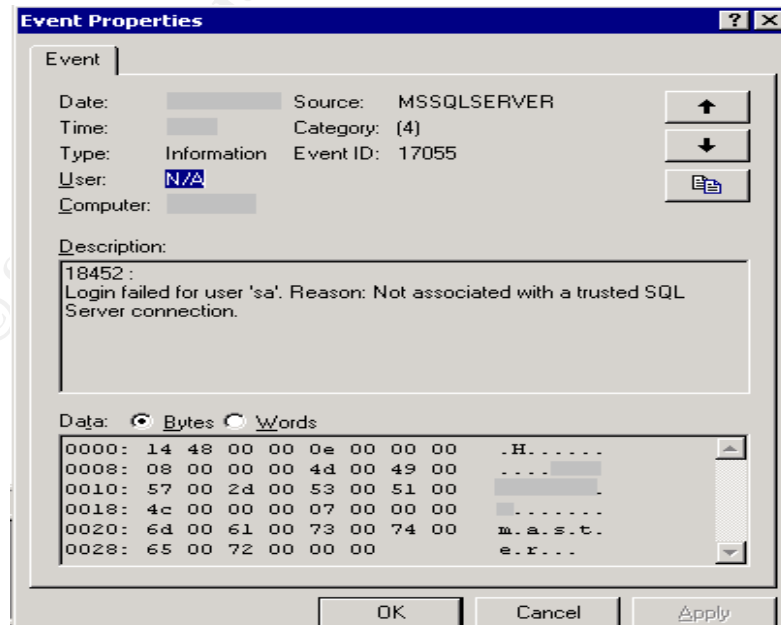 Event Properties
Event
Date: Source: MSSQLSERVER
Time: Category: (4)
Type: Information Event ID: 17055
User: N/A
Computer:
Description:
18452 :
Login failed for user 'sa'. Reason: Not associated with a trusted SQL
Server connection.
Data: Bytes Words
0000: 14 48 00 00 0e 00 00 00 .H......
0008: 08 00 00 00 4d 00 49 00 ....
0010: 57 00 2d 00 53 00 51 00 .
0018: 4c 00 00 00 07 00 00 00 .......
0020: 6d 00 61 00 73 00 74 00 m.a.s.t.
0028: 65 00 72 00 00 00 e.r...
OK Cancel Apply